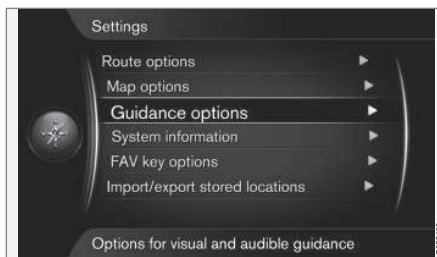 Settings
Route options
Map options
Guidance options
System information
FAV key options
Import/export stored locations
Options for visual and audible guidance